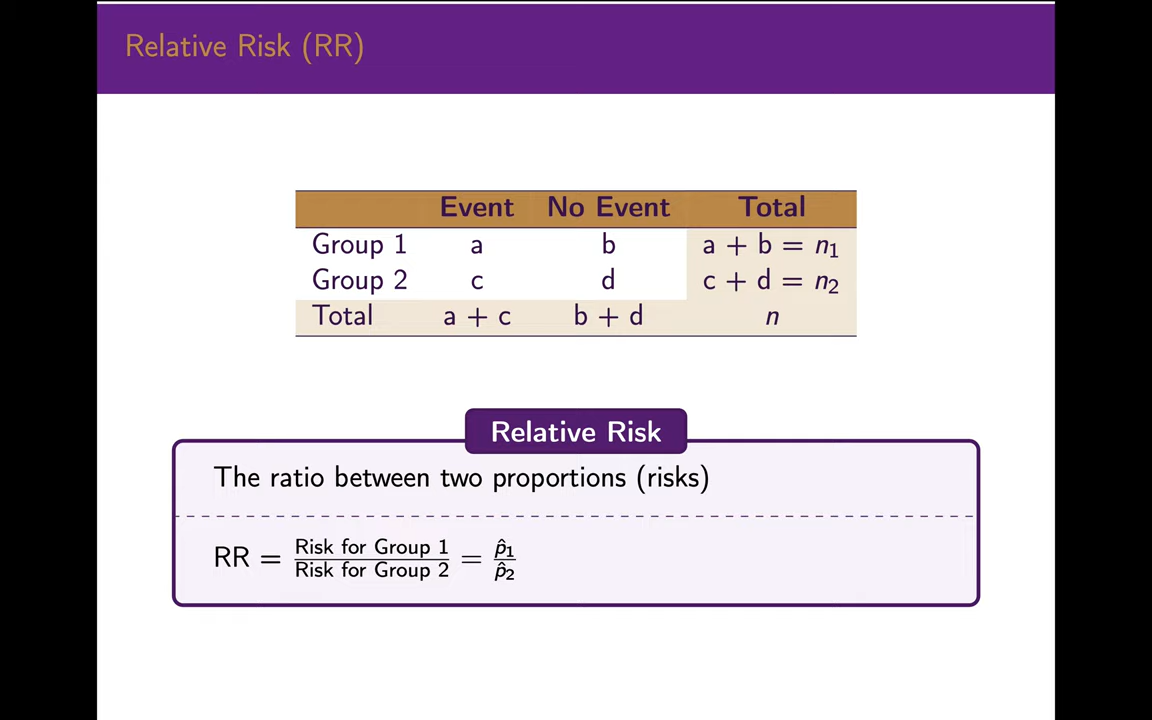 Relative Risk (RR)
Event No Event Total
Group 1 a b a + b = n₁
Group 2 c d c + d = n₂
Total a + c b + d n
Relative Risk
The ratio between two proportions (risks)
RR = Risk for Group 1 / Risk for Group 2 = p̂₁ / p̂₂